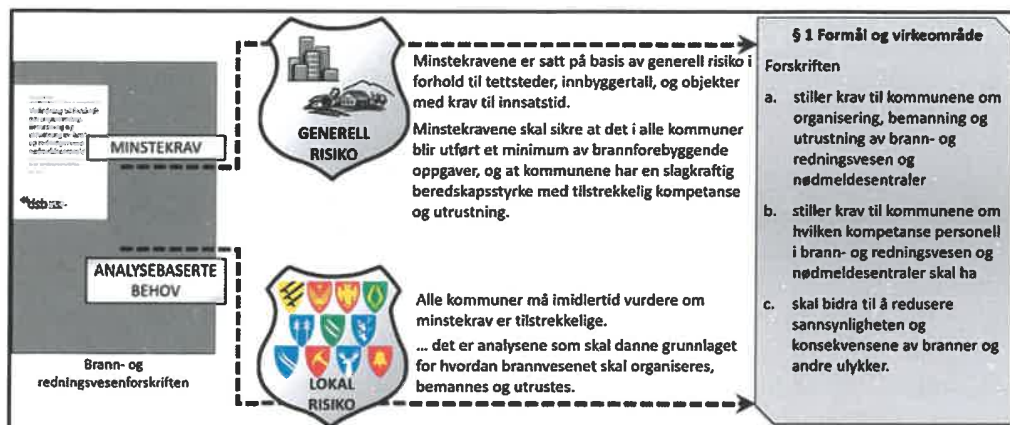 MINSTEKRAV
dsb
ANALYSEBASERTE
BEHOV
Brann- og
redningsvesenforskriften
GENERELL
RISIKO
Minstekravene er satt på basis av generell risiko i
forhold til tettsteder, innbyggertall, og objekter
med krav til innsatstid.
Minstekravene skal sikre at det i alle kommuner
blir utført et minimum av brannforebyggende
oppgaver, og at kommunene har en slagkraftig
beredskapsstyrke med tilstrekkelig kompetanse
og utrustning.
LOKAL
RISIKO
Alle kommuner må imidlertid vurdere om
minstekrav er tilstrekkelige.
... det er analysene som skal danne grunnlaget
for hvordan brannvesenet skal organiseres,
bemannes og utrustes.
§ 1 Formål og virkeområde
Forskriften
a. stiller krav til kommunene om
organisering, bemanning og
utrustning av brann- og
redningsvesen og
nødmeldesentraler
b. stiller krav til kommunene om
hvilken kompetanse personell
i brann- og redningsvesen og
nødmeldesentraler skal ha
c. skal bidra til å redusere
sannsynligheten og
konsekvensene av branner og
andre ulykker.